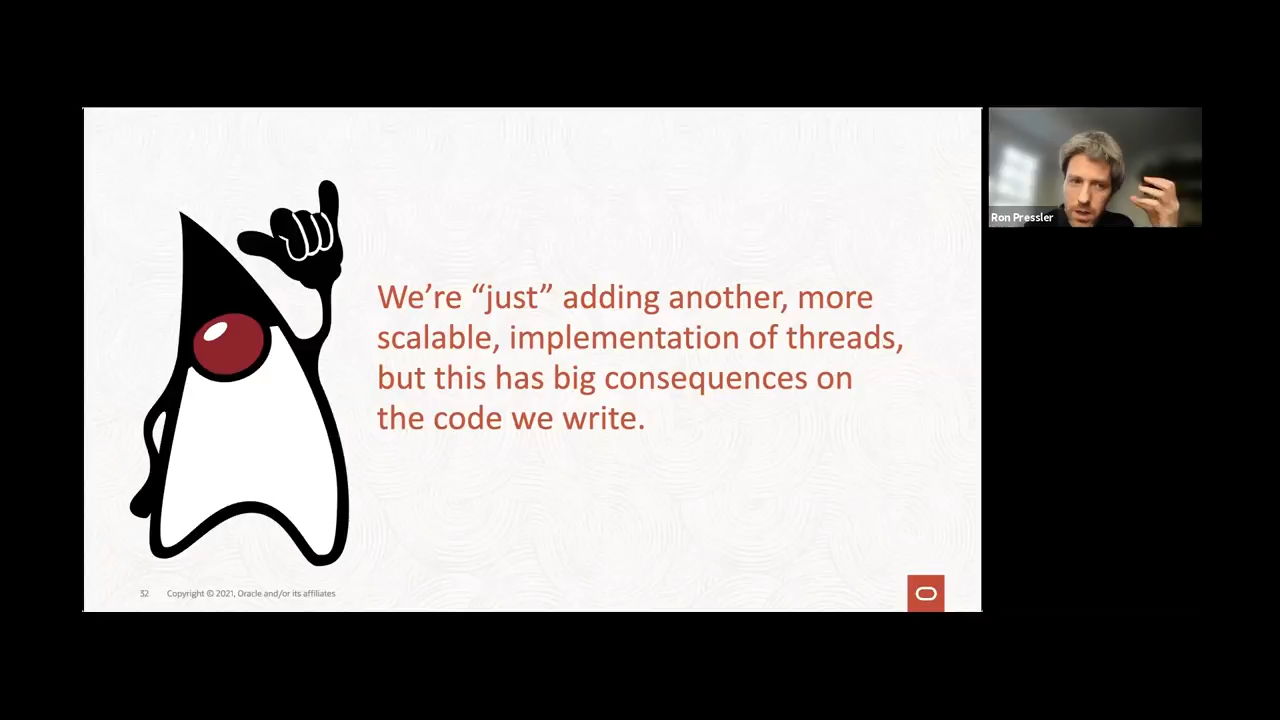 We're “just” adding another, more
scalable, implementation of threads,
but this has big consequences on
the code we write.
32 Copyright © 2021, Oracle and/or its affiliates
Ron Pressler